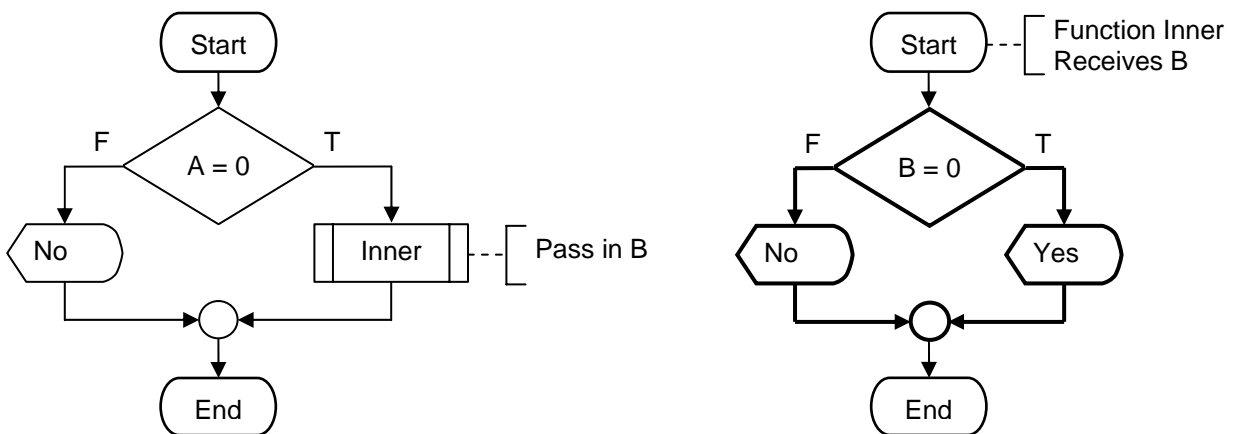 Start
F
T
A = 0
No
Inner
Pass in B
End
Start
Function Inner
Receives B
F
T
B = 0
No
Yes
End